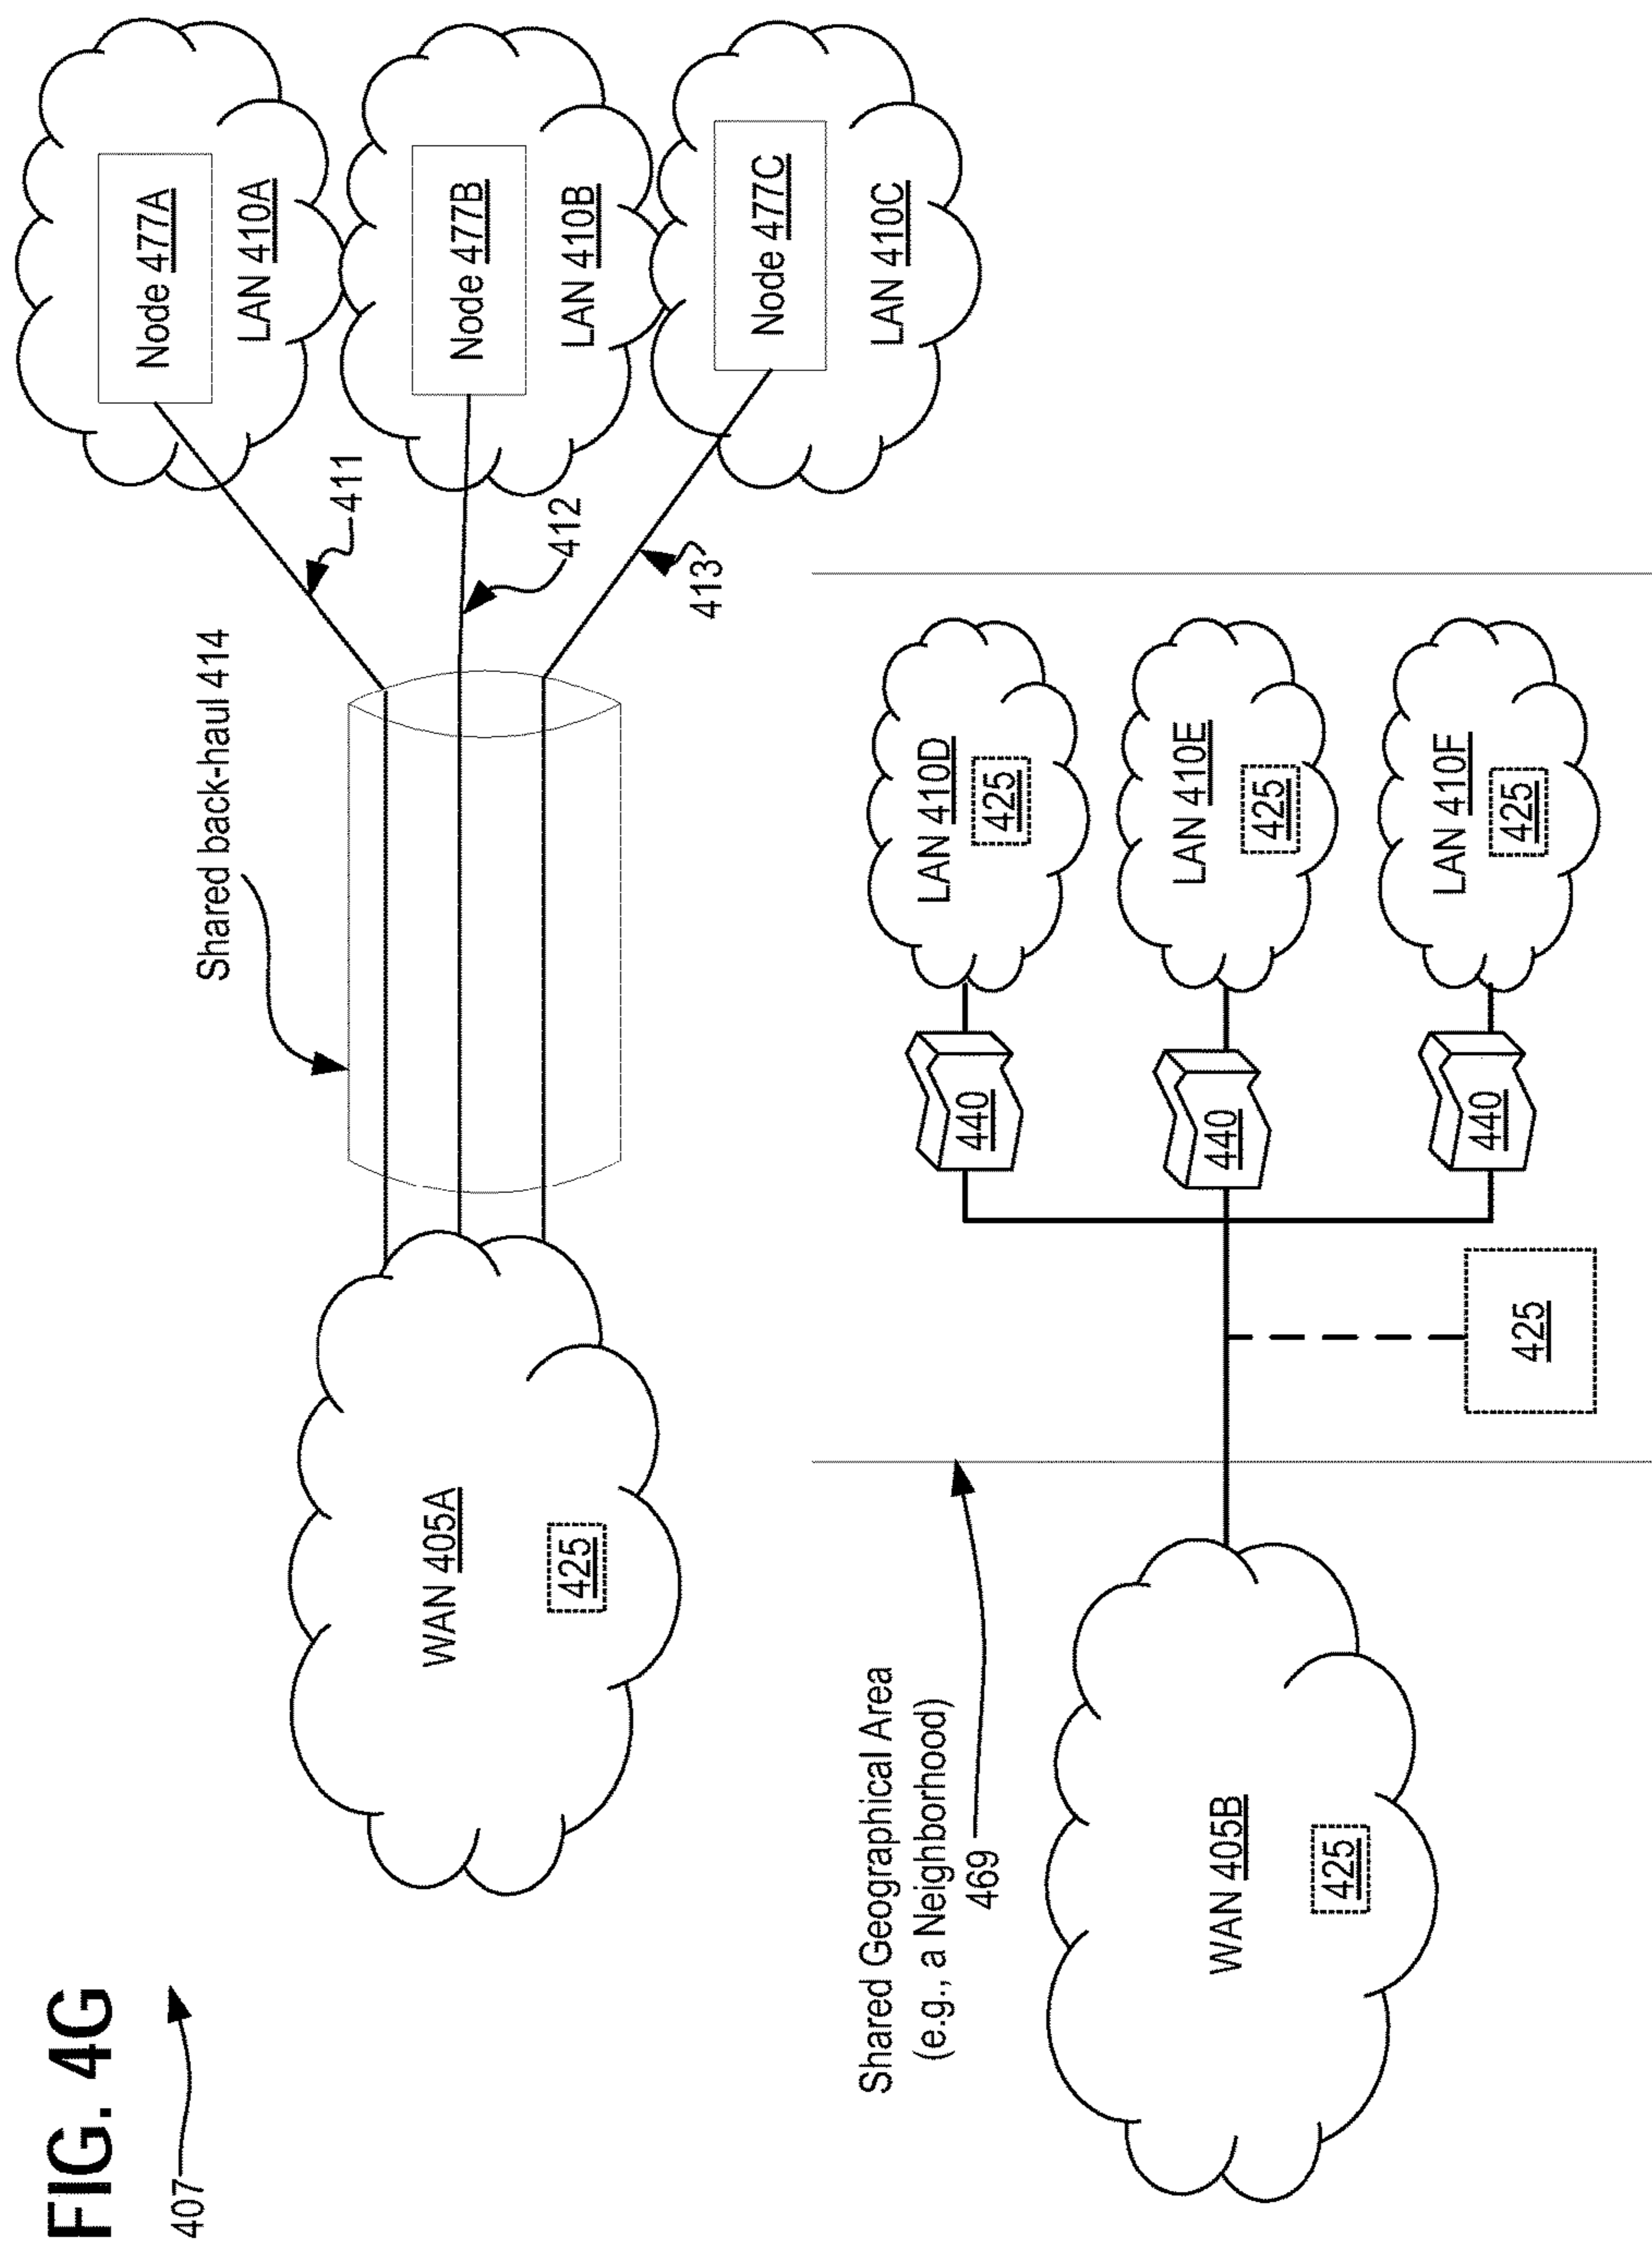 FIG. 4G
407
Shared back-haul 414
WAN 405A
425
411
412
413
Node 477A
LAN 410A
Node 477B
LAN 410B
Node 477C
LAN 410C
Shared Geographical Area
(e.g., a Neighborhood)
469
WAN 405B
425
425
440
440
440
LAN 410D
425
LAN 410E
425
LAN 410F
425